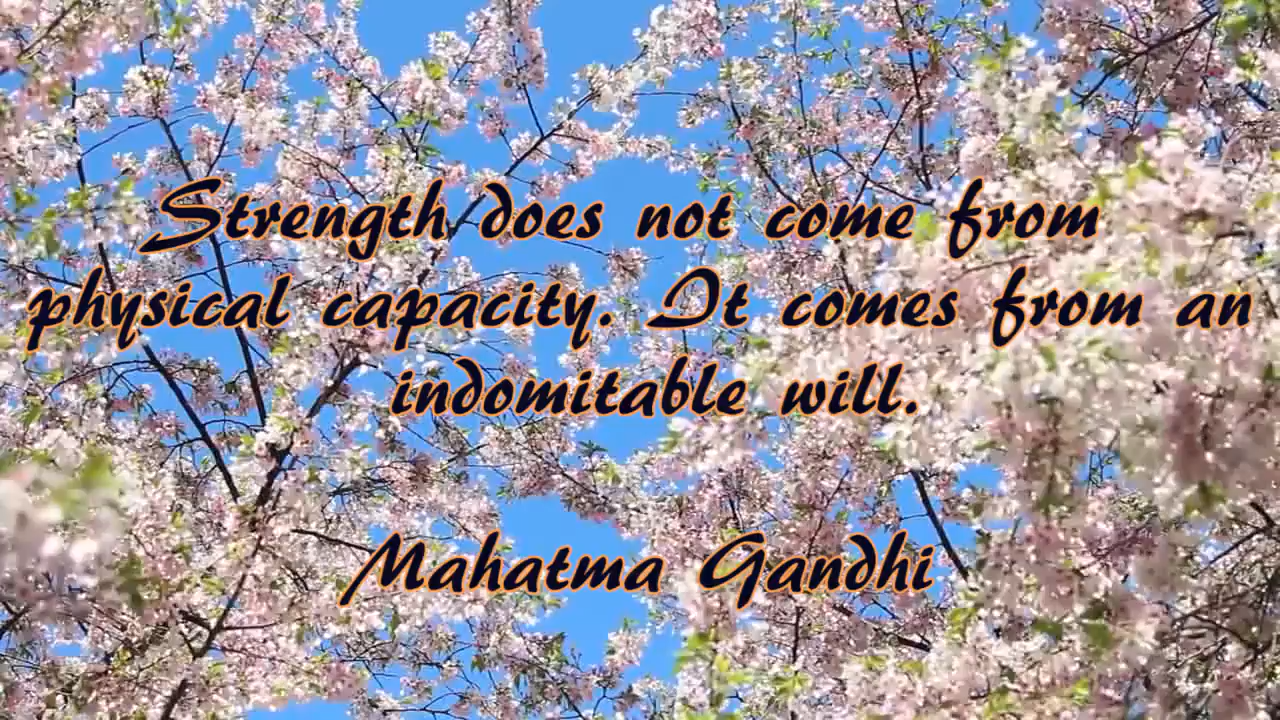 Strength does not come from
physical capacity. It comes from an
indomitable will.
Mahatma Gandhi